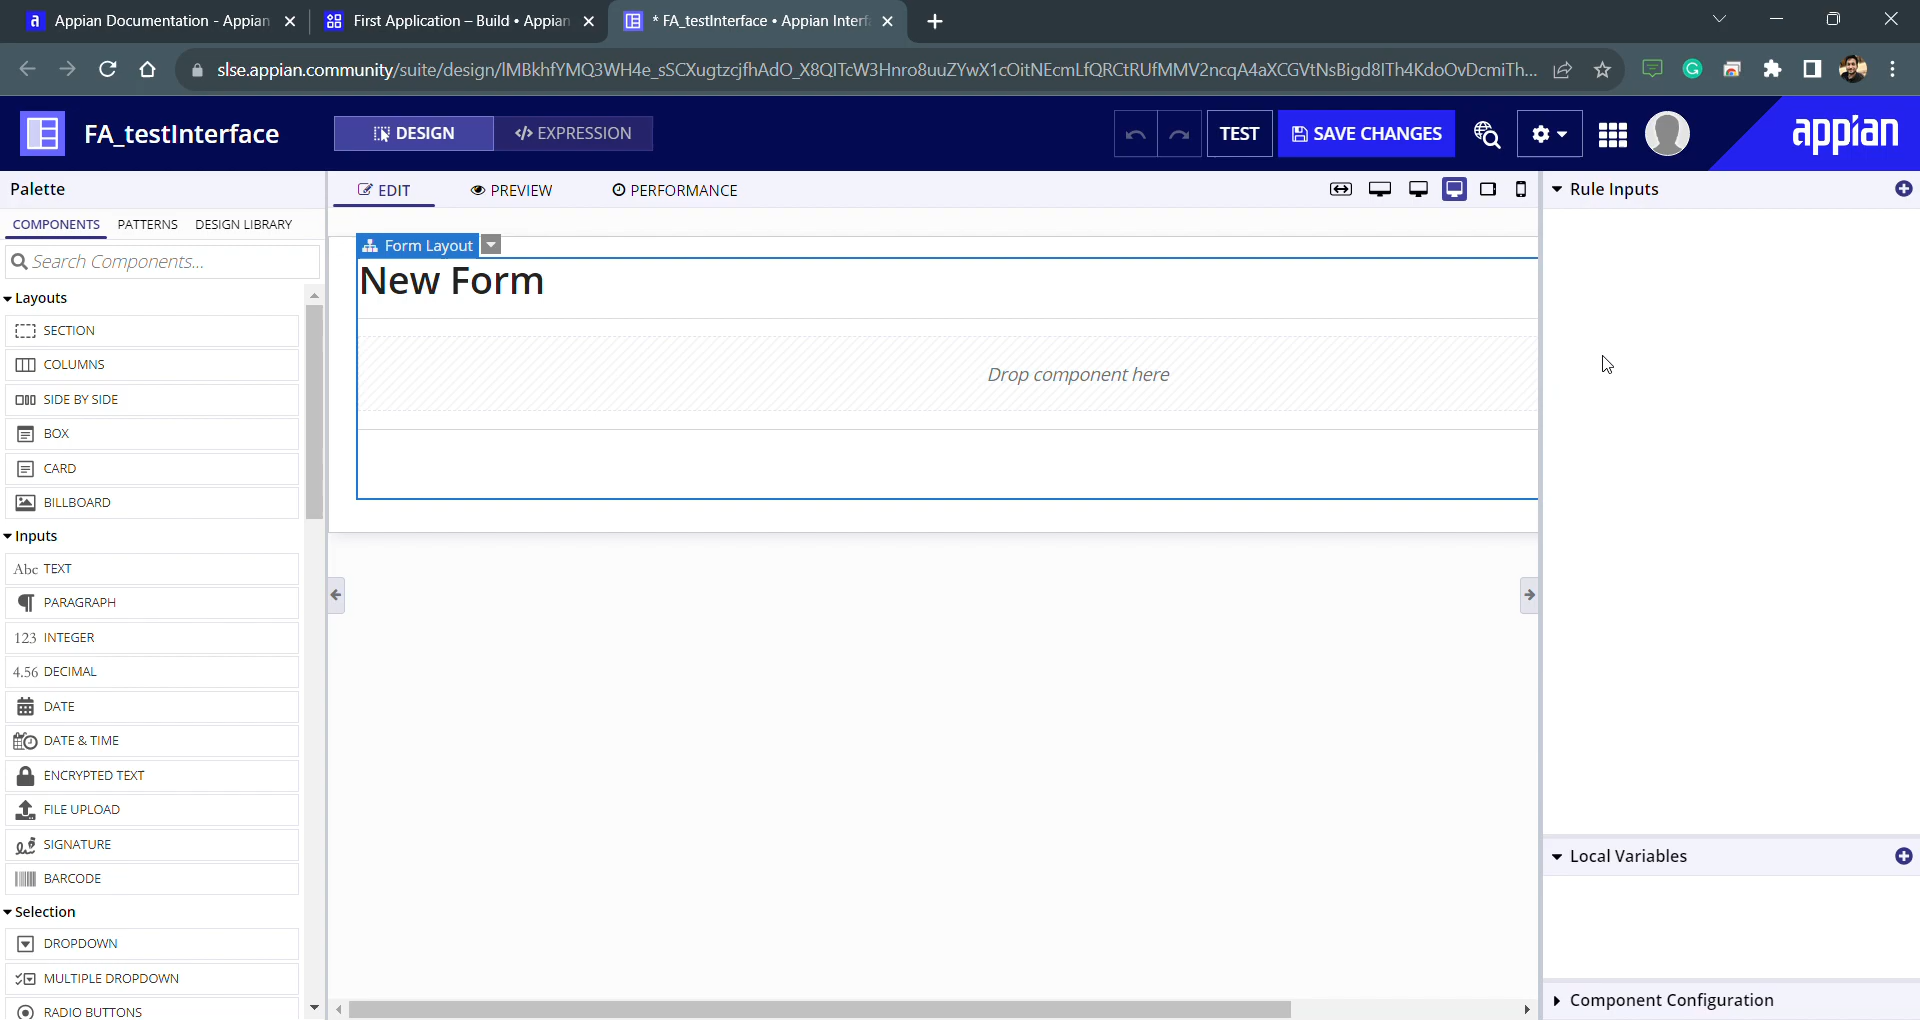 Appian Documentation - Appian
First Application – Build • Appian
* FA_testInterface • Appian Interf
slse.appian.community/suite/design/
FA_testInterface
DESIGN
</> EXPRESSION
TEST
SAVE CHANGES
appian
Palette
EDIT
PREVIEW
PERFORMANCE
Rule Inputs
COMPONENTS
PATTERNS
DESIGN LIBRARY
Search Components...
Form Layout
New Form
Drop component here
Layouts
SECTION
COLUMNS
SIDE BY SIDE
BOX
CARD
BILLBOARD
Inputs
Abc TEXT
PARAGRAPH
123 INTEGER
4.56 DECIMAL
DATE
DATE & TIME
ENCRYPTED TEXT
FILE UPLOAD
SIGNATURE
BARCODE
Selection
DROPDOWN
MULTIPLE DROPDOWN
RADIO BUTTONS
Local Variables
Component Configuration